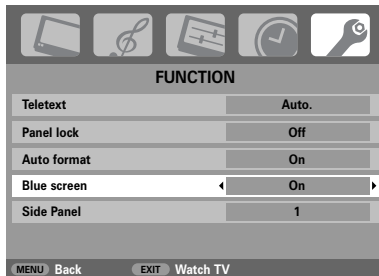 FUNCTION
Teletext Auto.
Panel lock Off
Auto format On
Blue screen On
Side Panel 1
MENU Back EXIT Watch TV